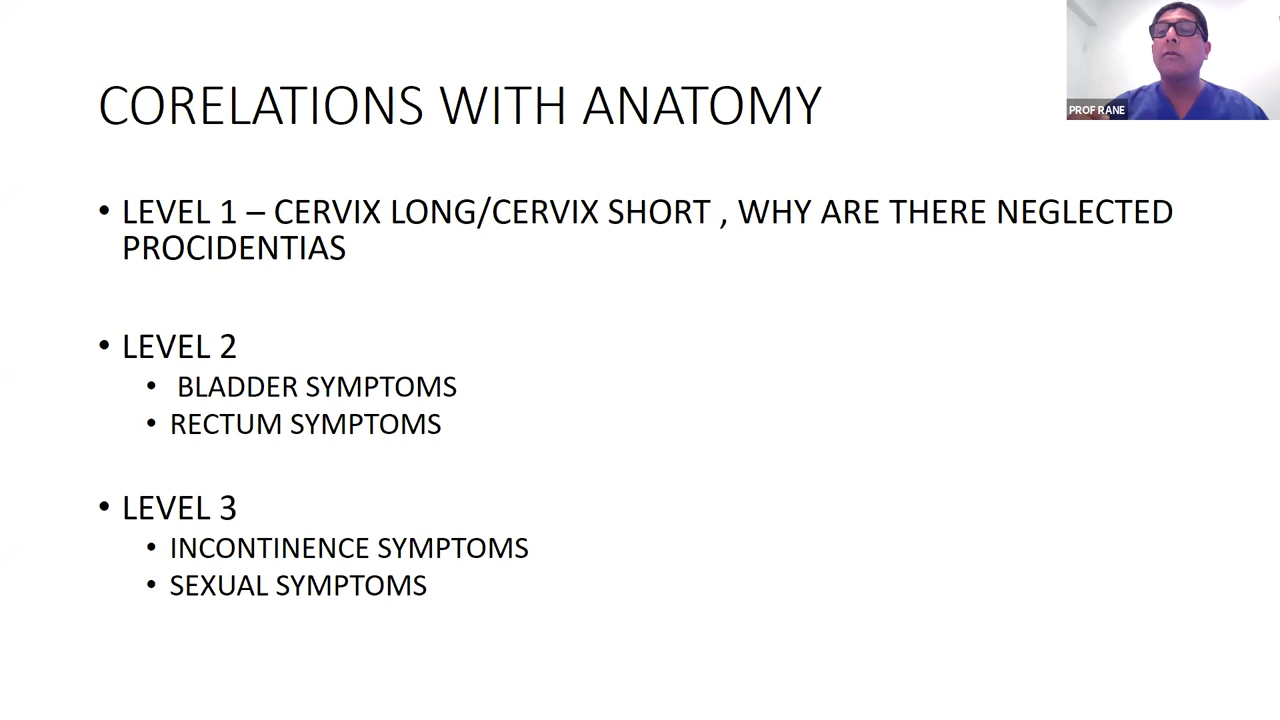 PROF RANE
CORELATIONS WITH ANATOMY
• LEVEL 1 – CERVIX LONG/CERVIX SHORT , WHY ARE THERE NEGLECTED
PROCIDENTIAS
• LEVEL 2
• BLADDER SYMPTOMS
• RECTUM SYMPTOMS
• LEVEL 3
• INCONTINENCE SYMPTOMS
• SEXUAL SYMPTOMS